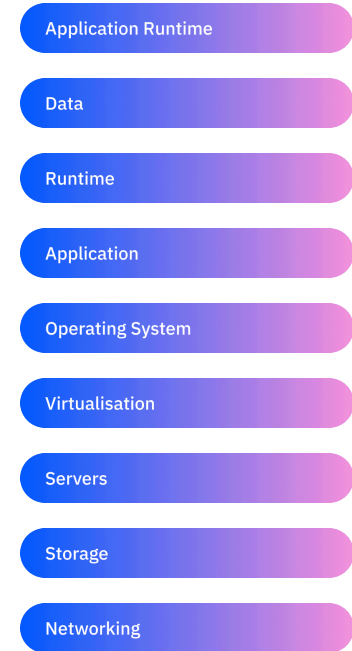 Application Runtime
Data
Runtime
Application
Operating System
Virtualisation
Servers
Storage
Networking